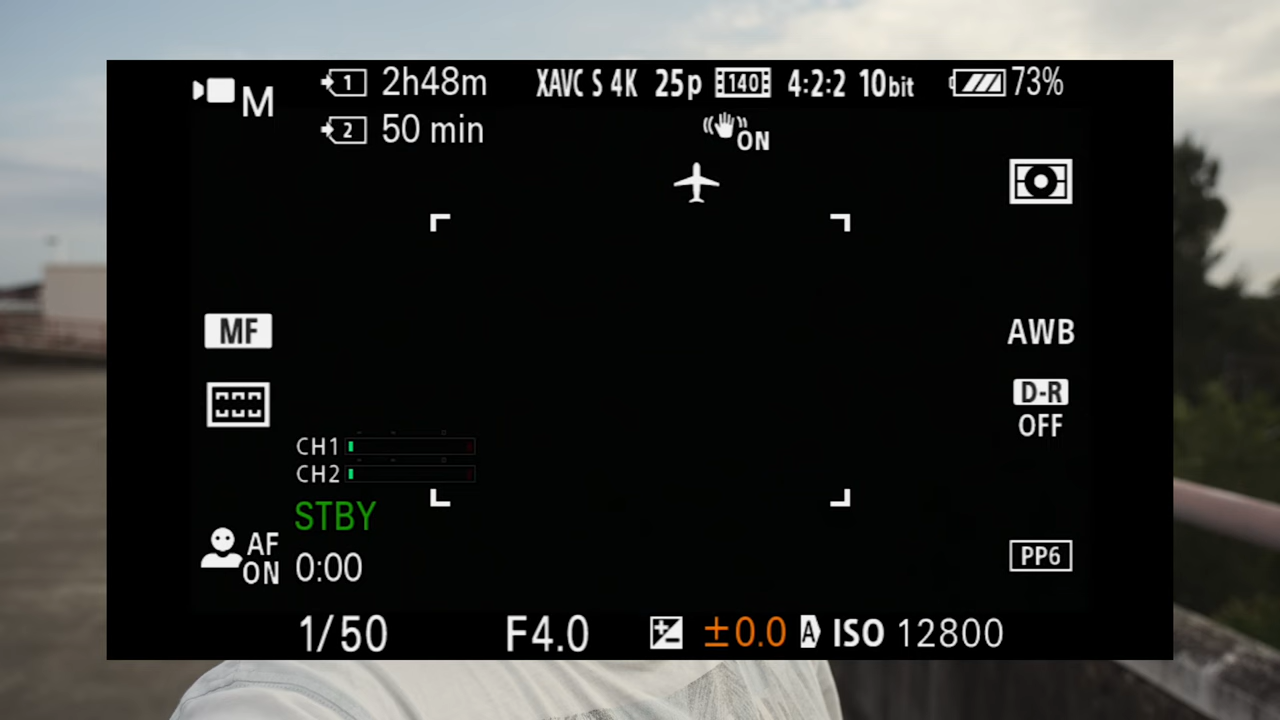 M 1 2h48m XAVC S 4K 25p 140 4:2:2 10bit 73%
2 50 min ON
MF AWB
D-R
OFF
CH1
CH2
STBY
AF
ON 0:00 PP6
1/50 F4.0 ±0.0 A ISO 12800